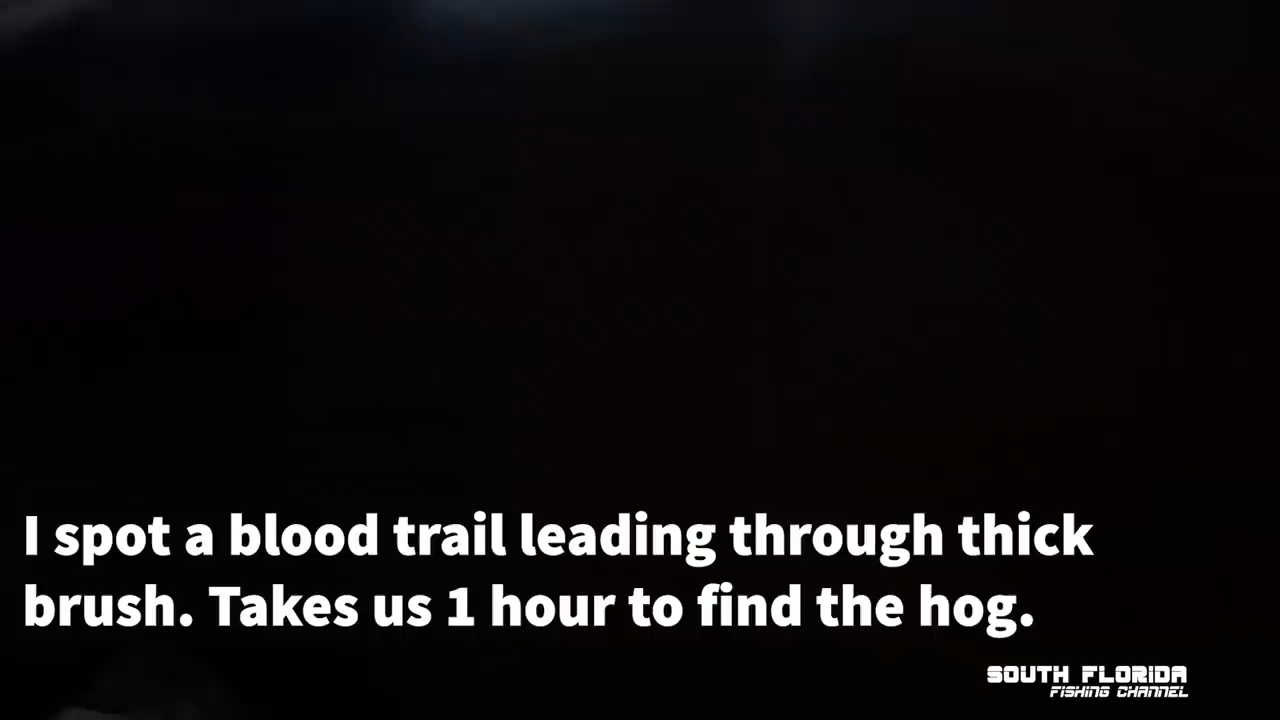 I spot a blood trail leading through thick
brush. Takes us 1 hour to find the hog.
SOUTH FLORIDA
FISHING CHANNEL